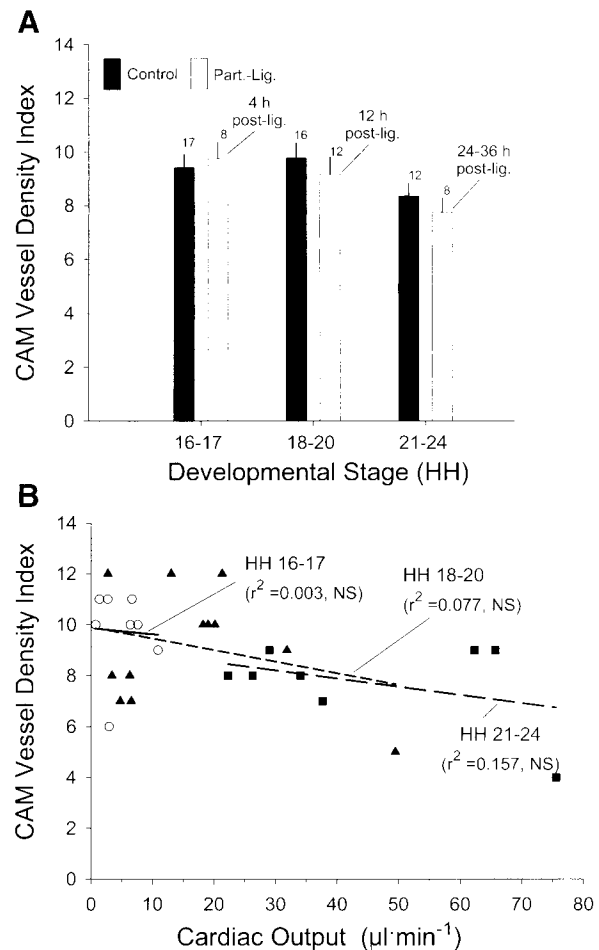 A
CAM Vessel Density Index
14
12
10
8
6
4
2
0
Control
Part.-Lig.
4 h
post-lig.
12 h
post-lig.
24-36 h
post-lig.
17
8
16
12
12
8
16-17
18-20
21-24
Developmental Stage (HH)
B
CAM Vessel Density Index
14
12
10
8
6
4
2
0
HH 16-17
(r² =0.003, NS)
HH 18-20
(r² =0.077, NS)
HH 21-24
(r² =0.157, NS)
0
10
20
30
40
50
60
70
80
Cardiac Output (µl·min⁻¹)